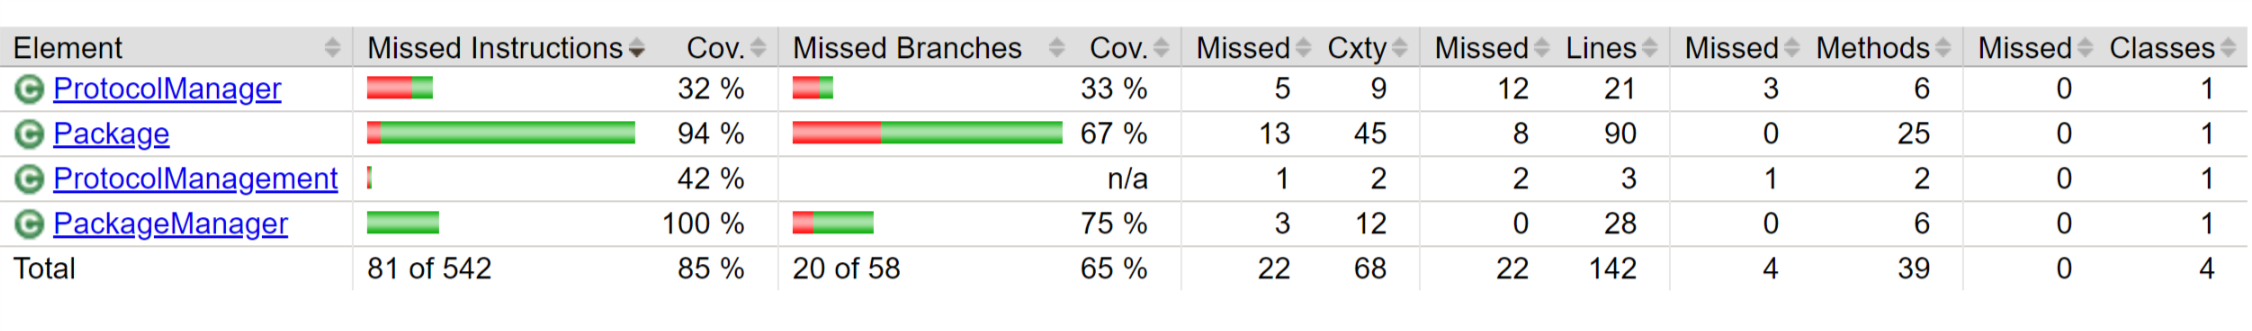 Element Missed Instructions Cov. Missed Branches Cov. Missed Cxty Missed Lines Missed Methods Missed Classes
C ProtocolManager 32 % 33 % 5 9 12 21 3 6 0 1
C Package 94 % 67 % 13 45 8 90 0 25 0 1
C ProtocolManagement 42 % n/a 1 2 2 3 1 2 0 1
C PackageManager 100 % 75 % 3 12 0 28 0 6 0 1
Total 81 of 542 85 % 20 of 58 65 % 22 68 22 142 4 39 0 4